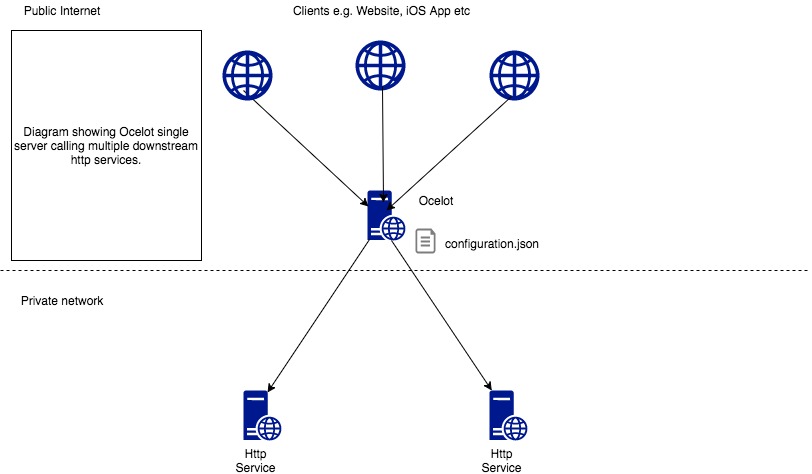 Public Internet
Clients e.g. Website, iOS App etc
Diagram showing Ocelot single
server calling multiple downstream
http services.
Ocelot
configuration.json
Private network
Http
Service
Http
Service